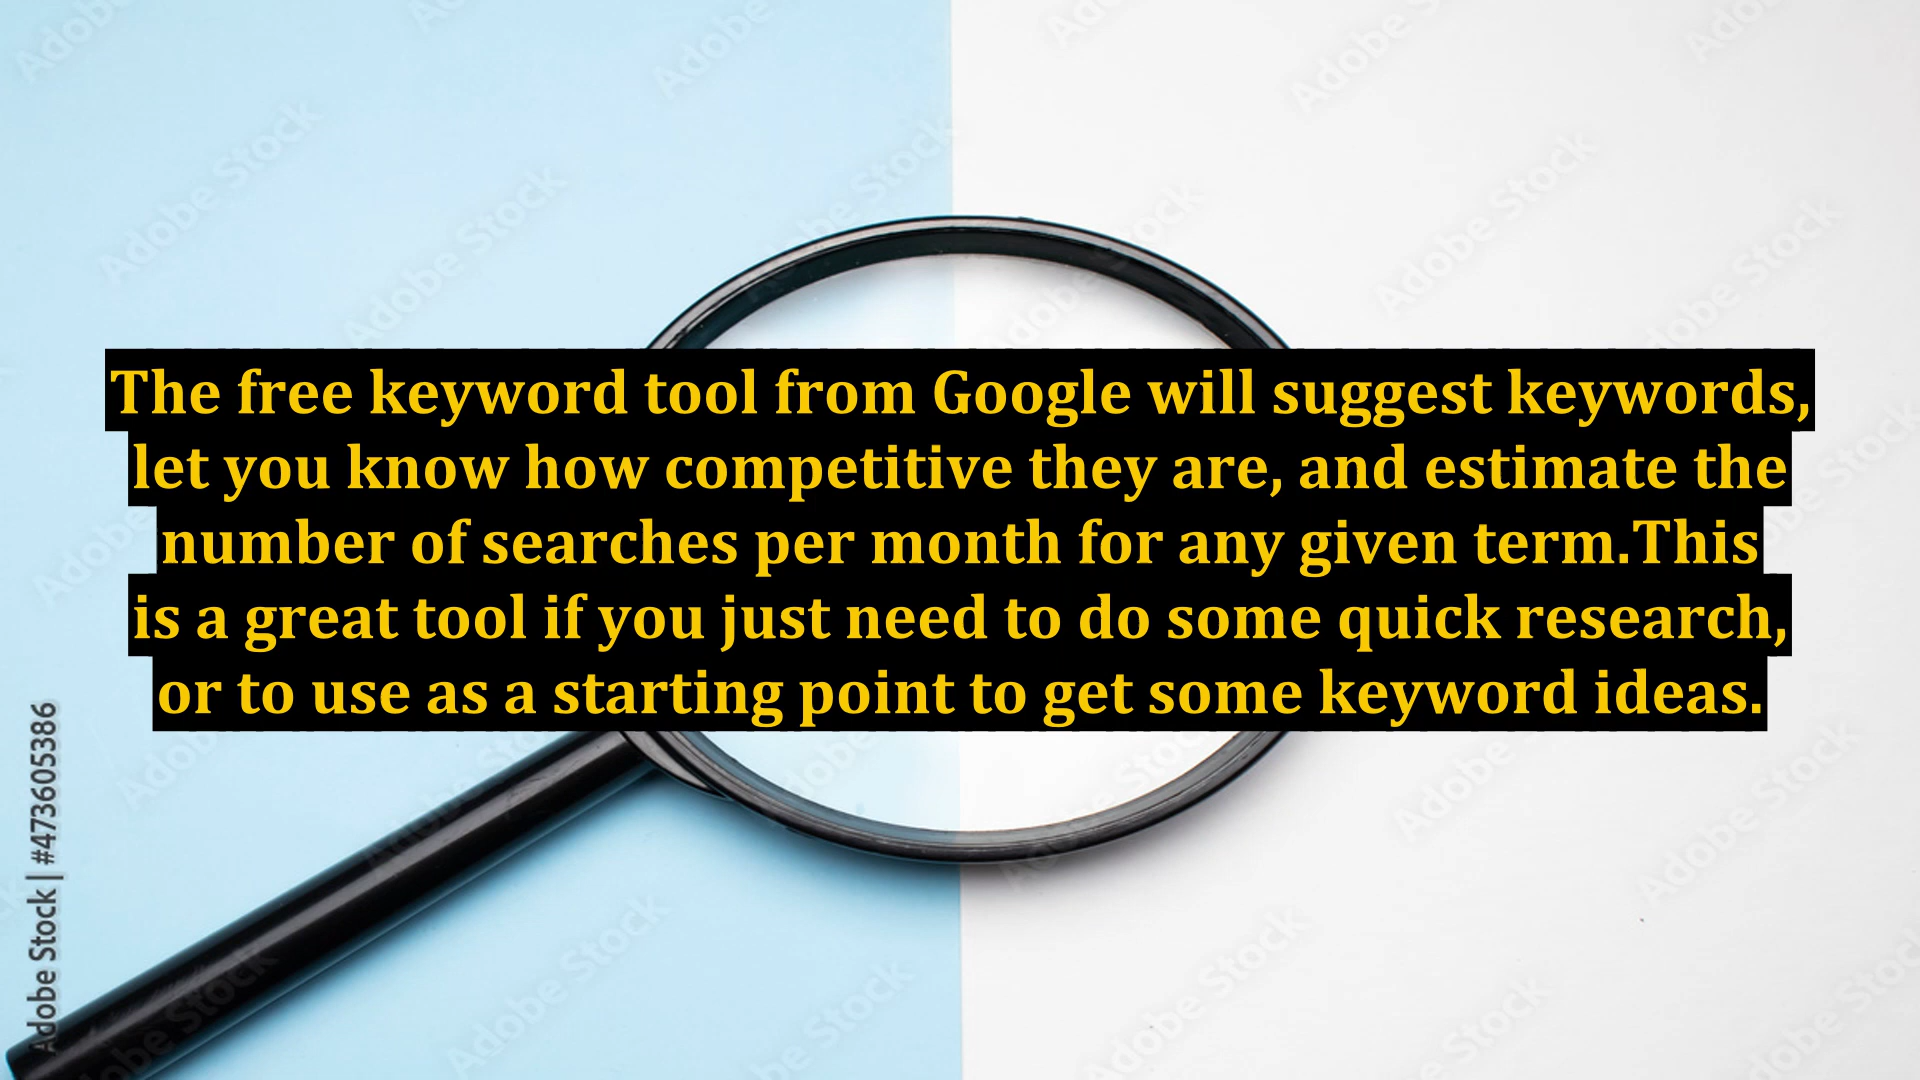 The free keyword tool from Google will suggest keywords,
let you know how competitive they are, and estimate the
number of searches per month for any given term.This
is a great tool if you just need to do some quick research,
or to use as a starting point to get some keyword ideas.
Adobe Stock | #473605386
Adobe Stock